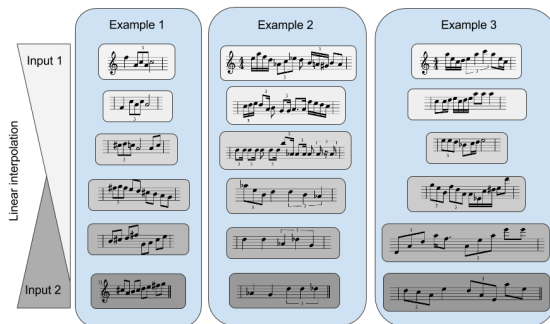 Example 1
Example 2
Example 3
Input 1
Linear interpolation
Input 2